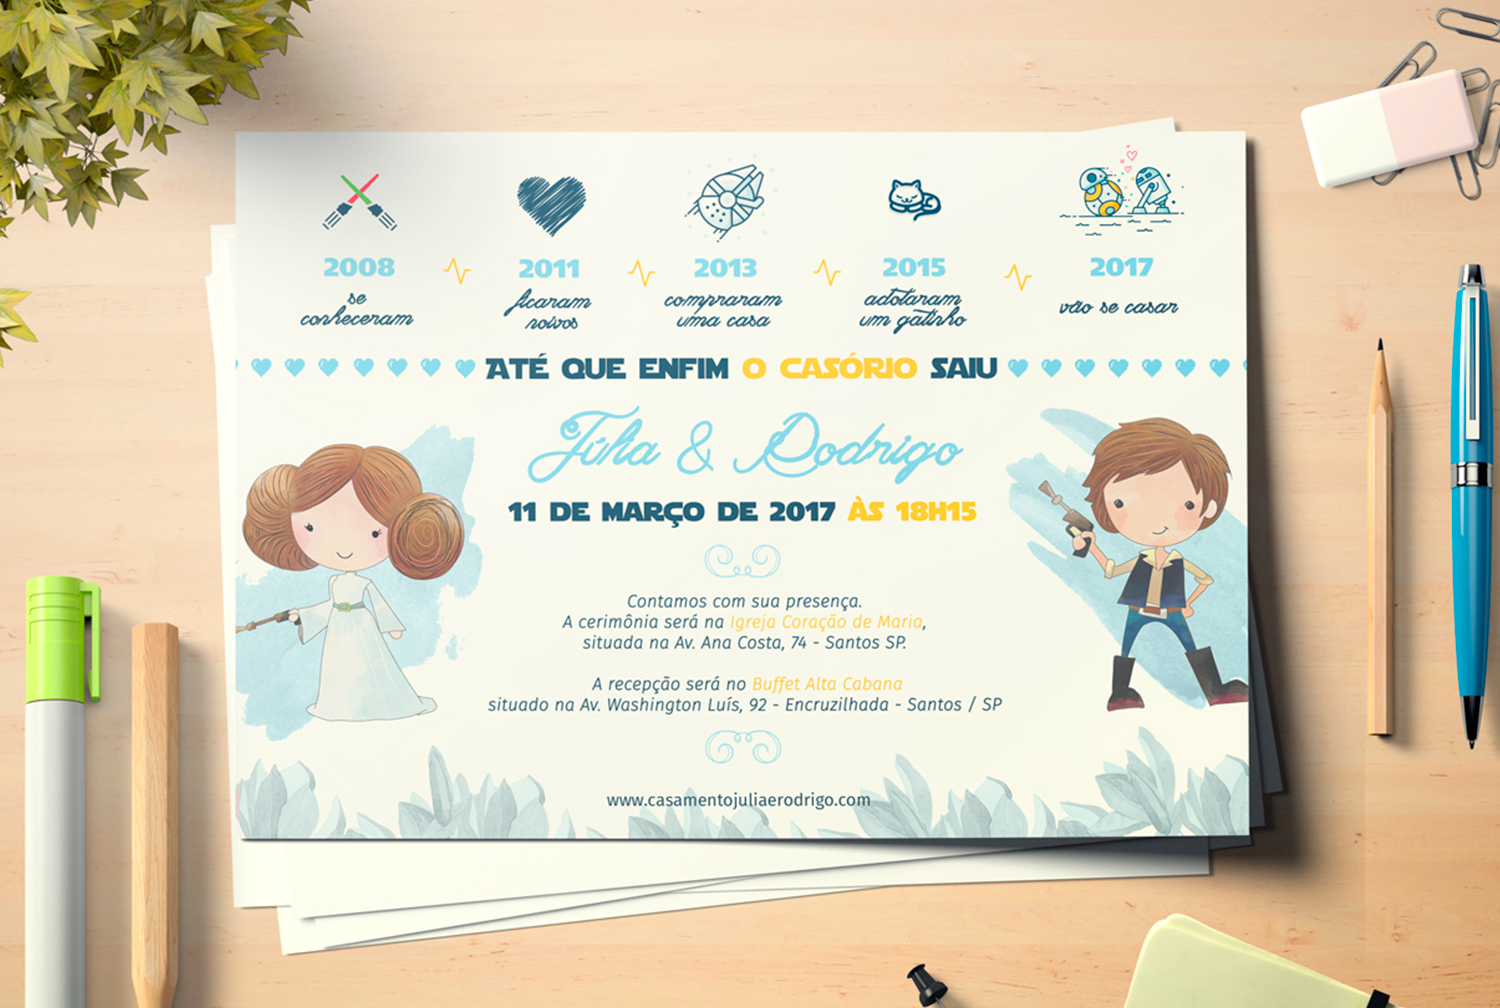 2008
se
conheceram
2011
ficaram
noivos
2013
compraram
uma casa
2015
adotaram
um gatinho
2017
vão se casar
ATÉ QUE ENFIM O CASÓRIO SAIU
Júlia & Rodrigo
11 DE MARÇO DE 2017 ÀS 18H15
Contamos com sua presença.
A cerimônia será na Igreja Coração de Maria,
situada na Av. Ana Costa, 74 - Santos SP.
A recepção será no Buffet Alta Cabana
situado na Av. Washington Luís, 92 - Encruzilhada - Santos / SP
www.casamentojuliaerodrigo.com